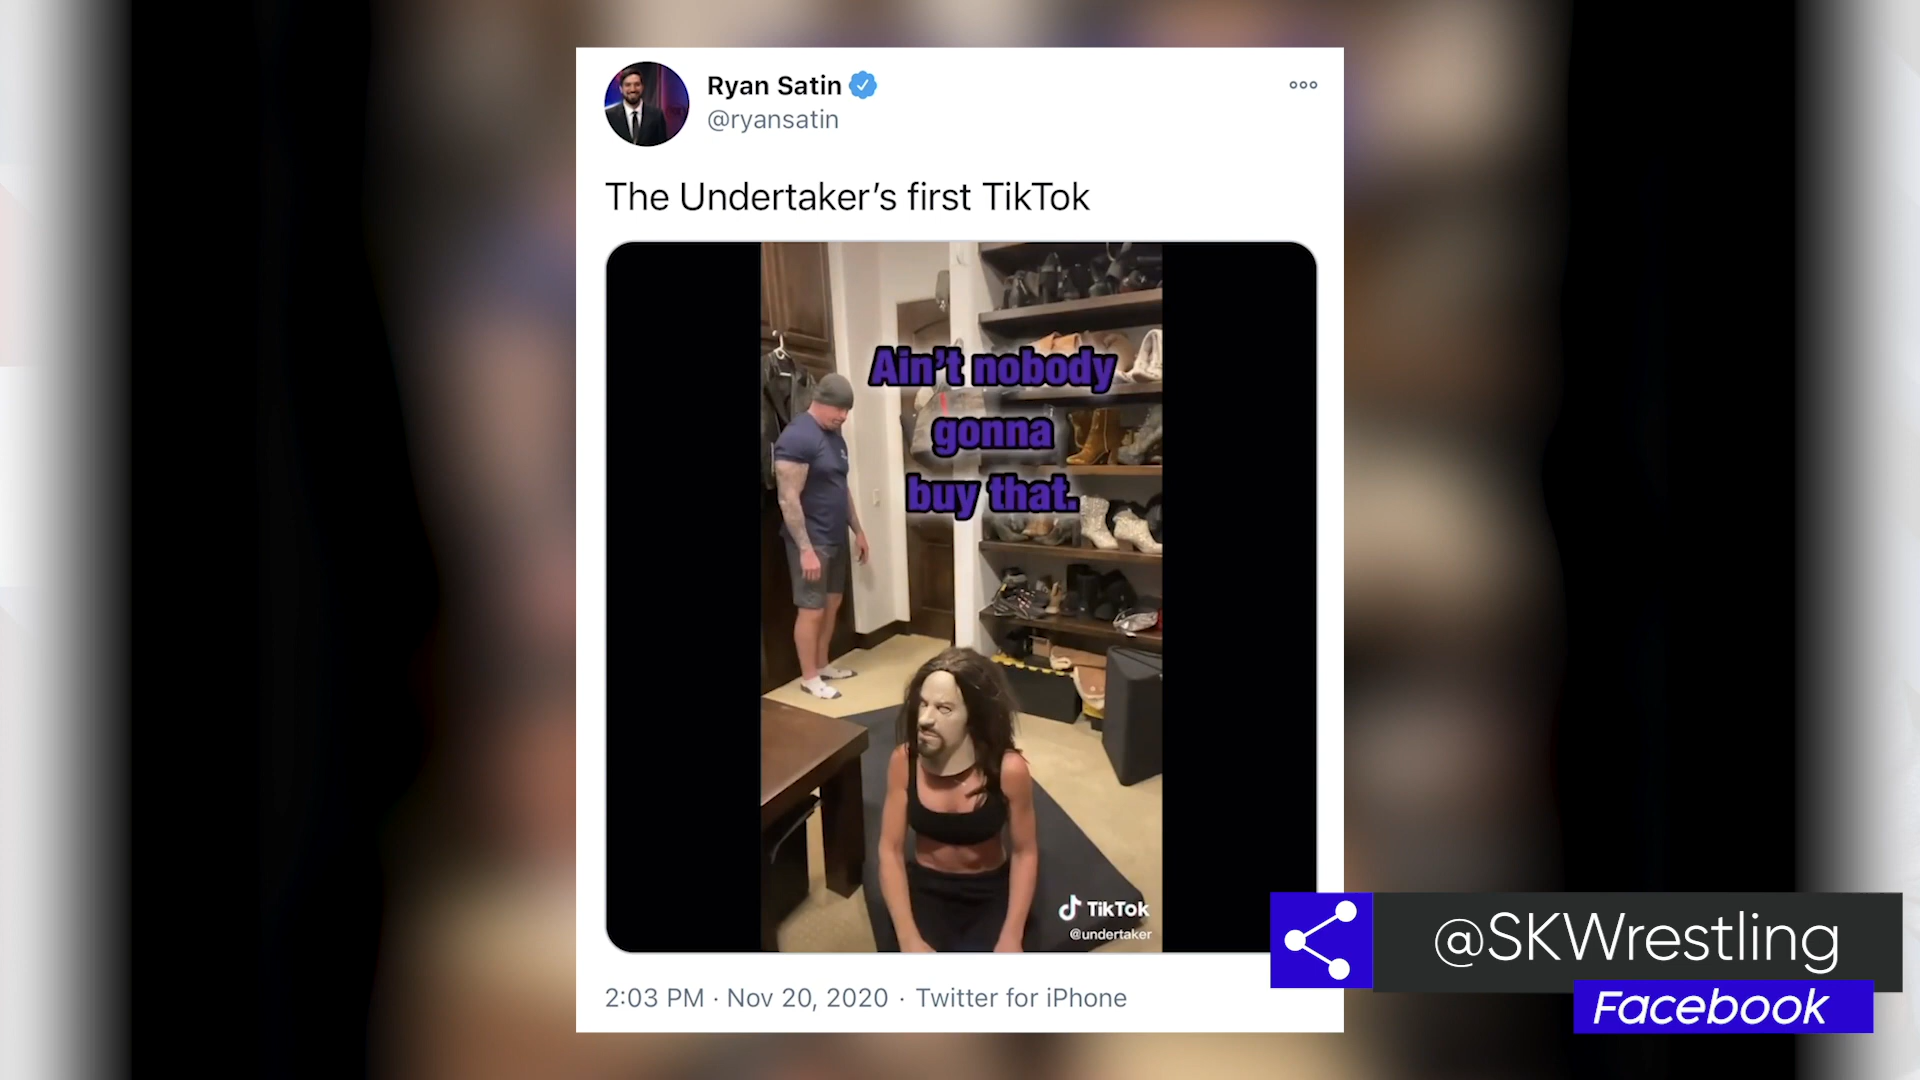 Ryan Satin
@ryansatin
The Undertaker’s first TikTok
Ain't nobody
gonna
buy that.
TikTok
@undertaker
2:03 PM · Nov 20, 2020 · Twitter for iPhone
@SKWrestling
Facebook